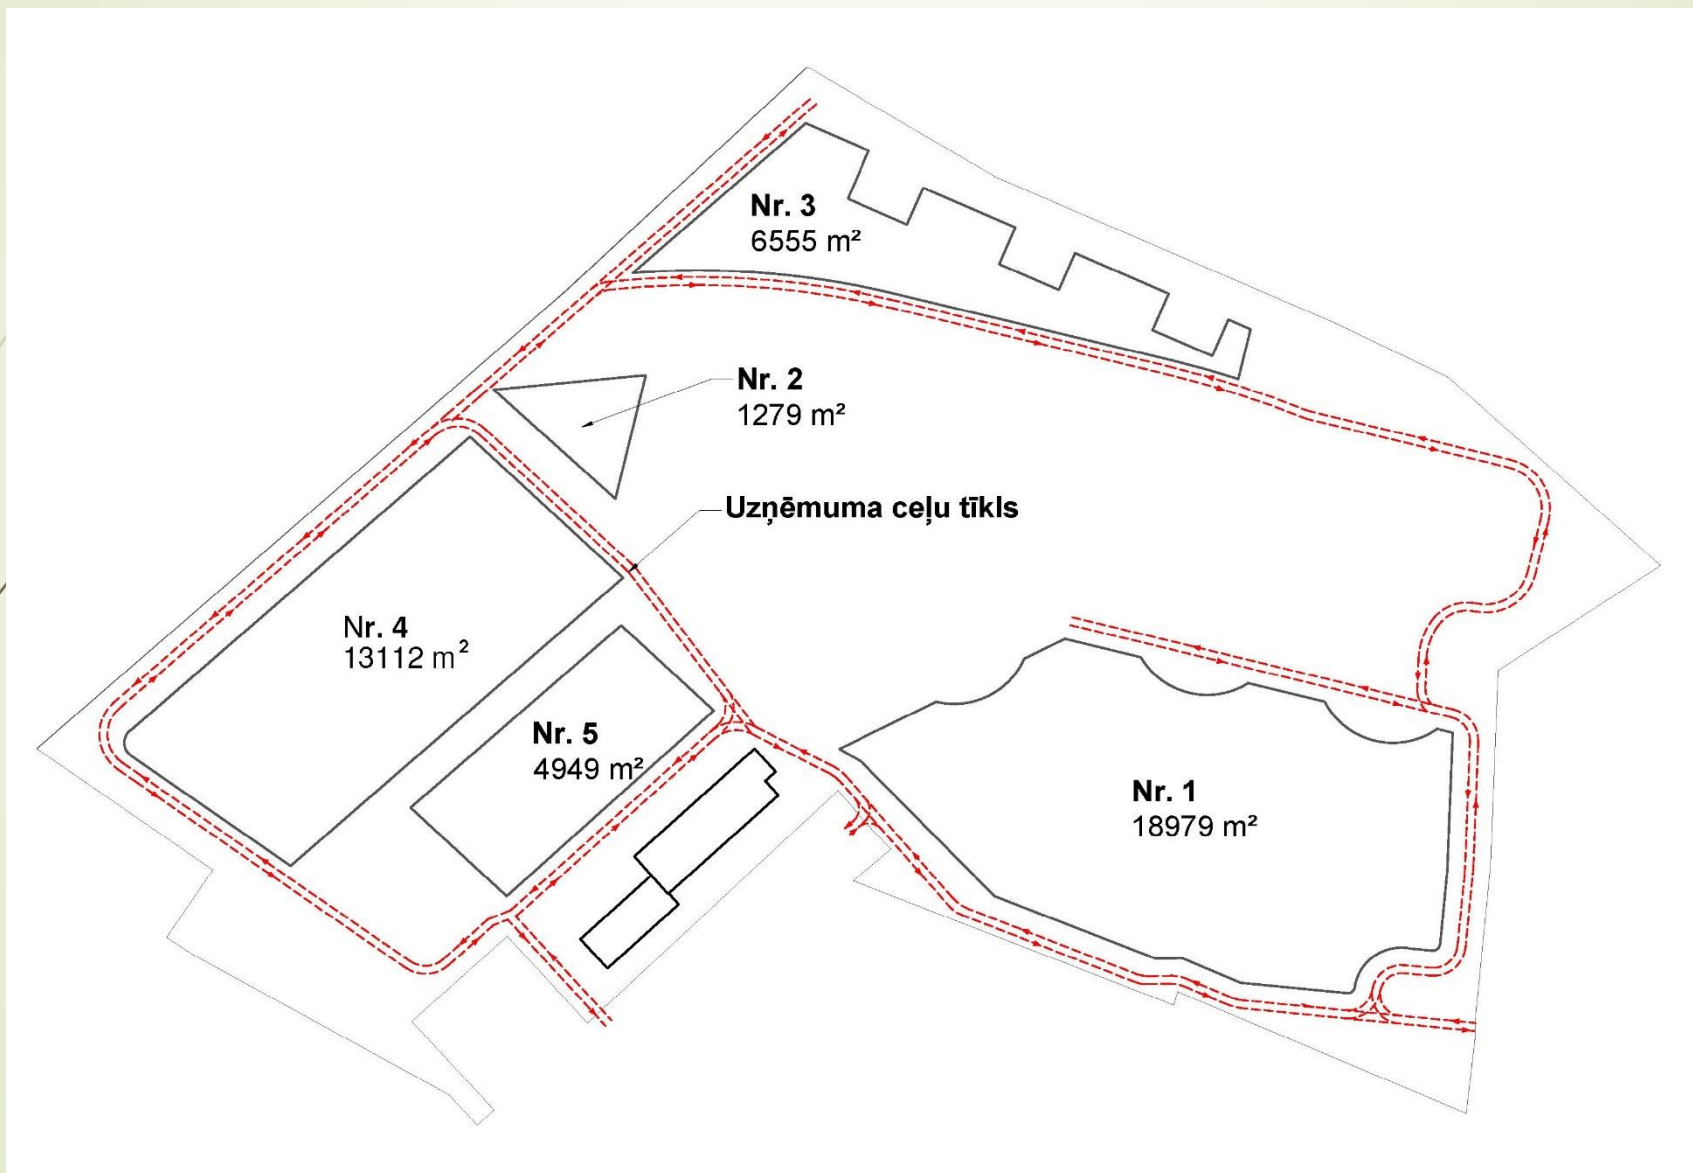 Nr. 3
6555 m²
Nr. 2
1279 m²
Uzņēmuma ceļu tīkls
Nr. 4
13112 m²
Nr. 5
4949 m²
Nr. 1
18979 m²